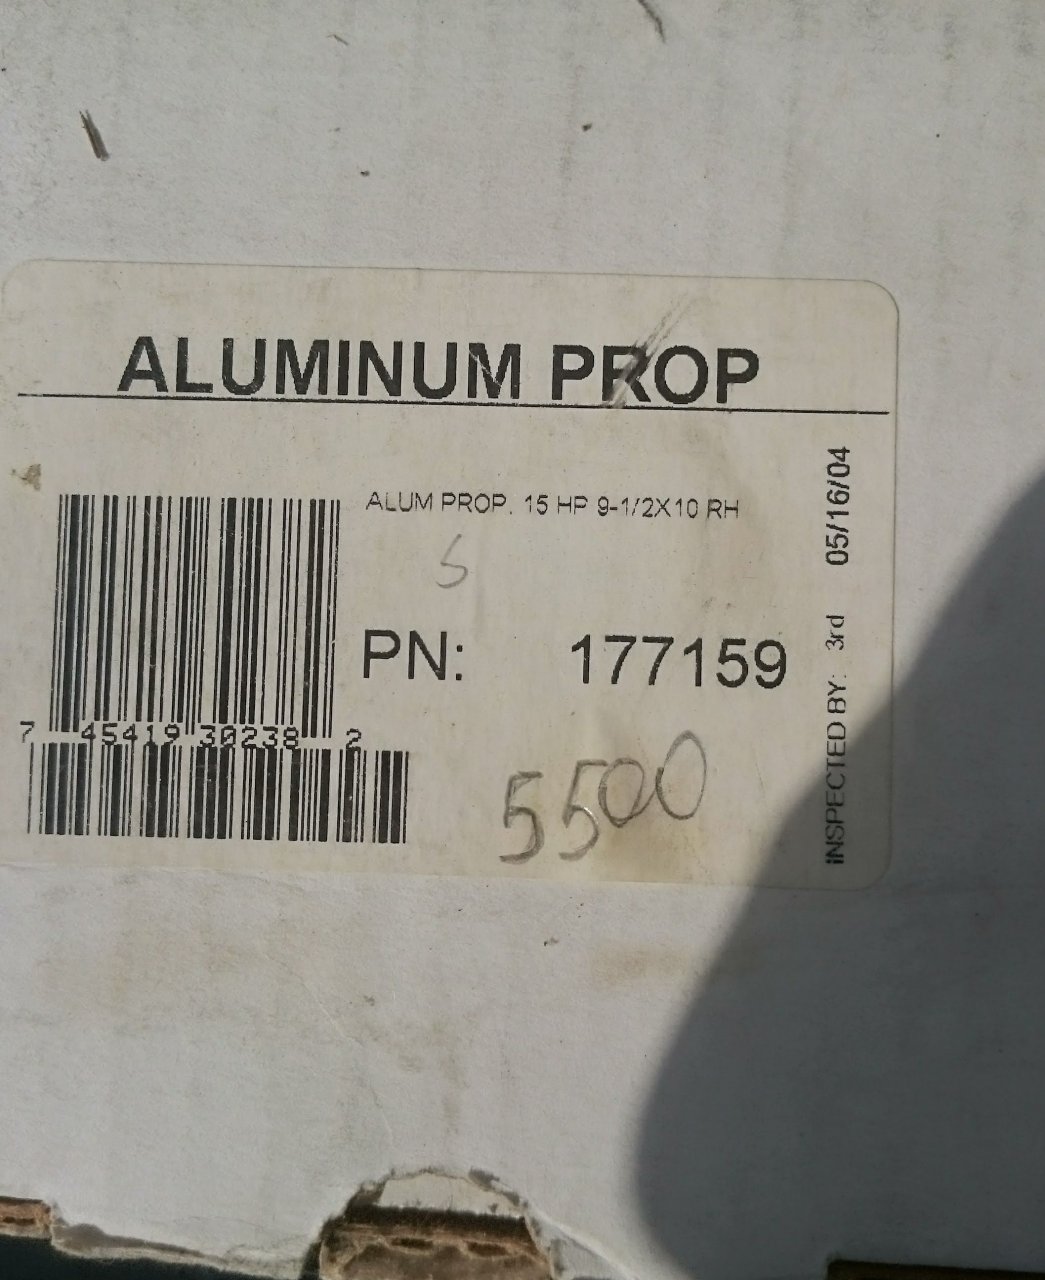 ALUMINUM PROP
ALUM PROP. 15 HP 9-1/2X10 RH
S
PN: 177159
7 45419 30238 2
5500
INSPECTED BY: 3rd 05/16/04